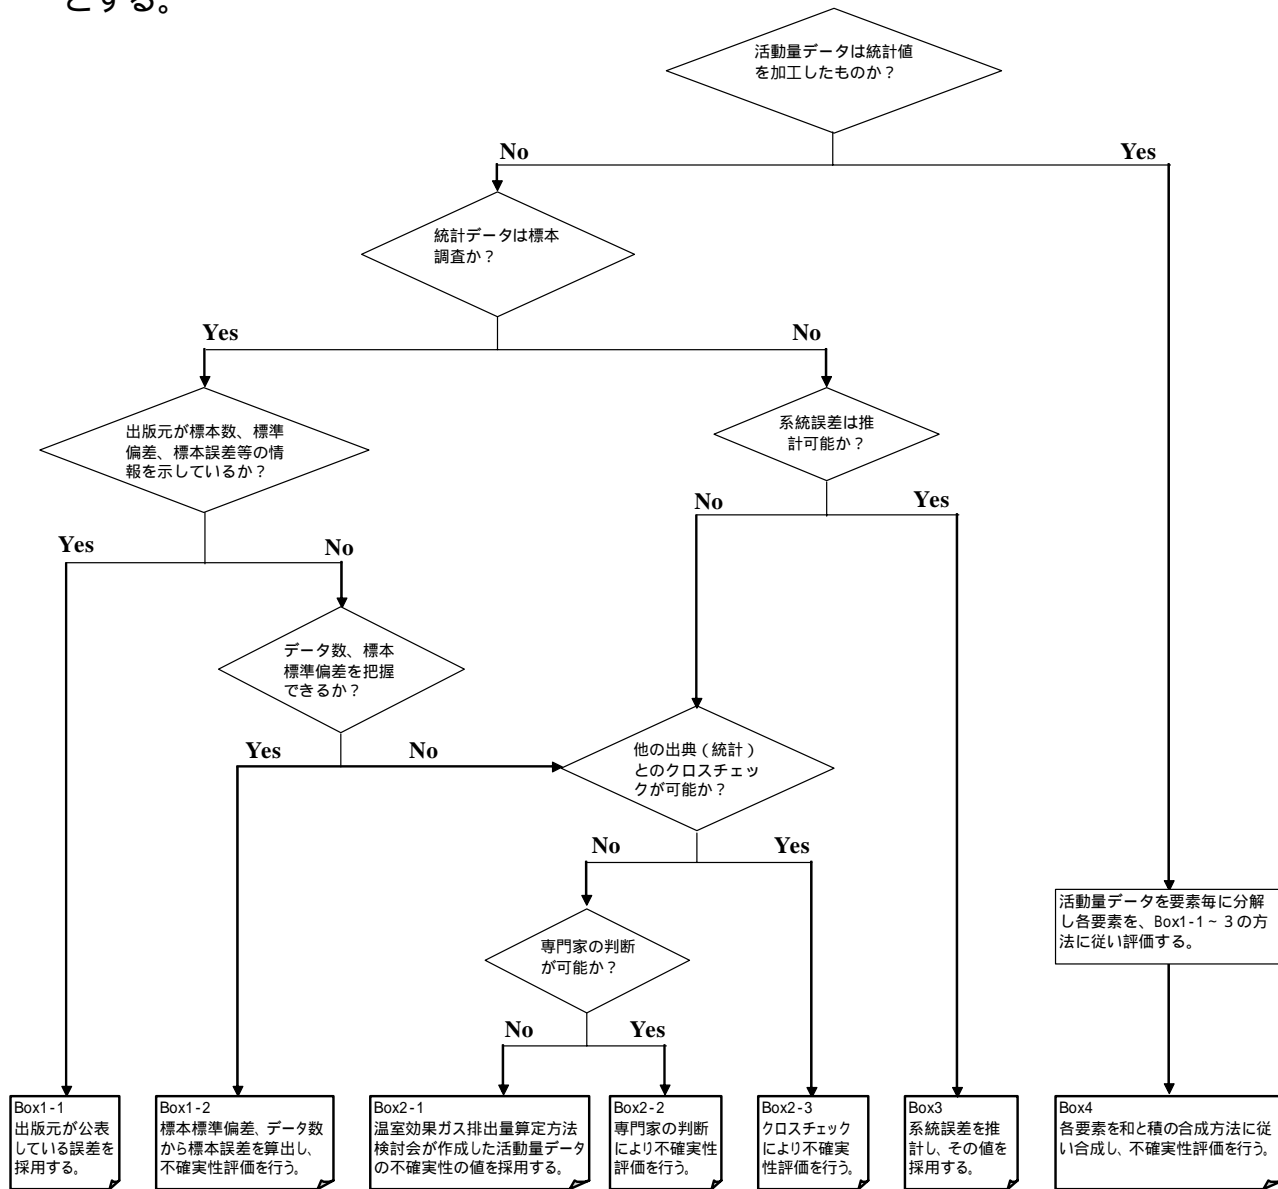 とする。
活動量データは統計値
を加工したものか？
No
Yes
統計データは標本
調査か？
Yes
No
出版元が標本数、標準
偏差、標本誤差等の情
報を示しているか？
系統誤差は推
計可能か？
No
Yes
Yes
No
データ数、標本
標準偏差を把握
できるか？
Yes
No
他の出典（統計）
とのクロスチェッ
クが可能か？
No
Yes
活動量データを要素毎に分解
し各要素を、Box1-1～３の方
法に従い評価する。
専門家の判断
が可能か？
No
Yes
Box1-1
出版元が公表
している誤差を
採用する。
Box1-2
標本標準偏差、データ数
から標本誤差を算出し、
不確実性評価を行う。
Box2-1
温室効果ガス排出量算定方法
検討会が作成した活動量データ
の不確実性の値を採用する。
Box2-2
専門家の判断
により不確実性
評価を行う。
Box2-3
クロスチェック
により不確実
性評価を行う。
Box3
系統誤差を推
計し、その値を
採用する。
Box4
各要素を和と積の合成方法に従
い合成し、不確実性評価を行う。